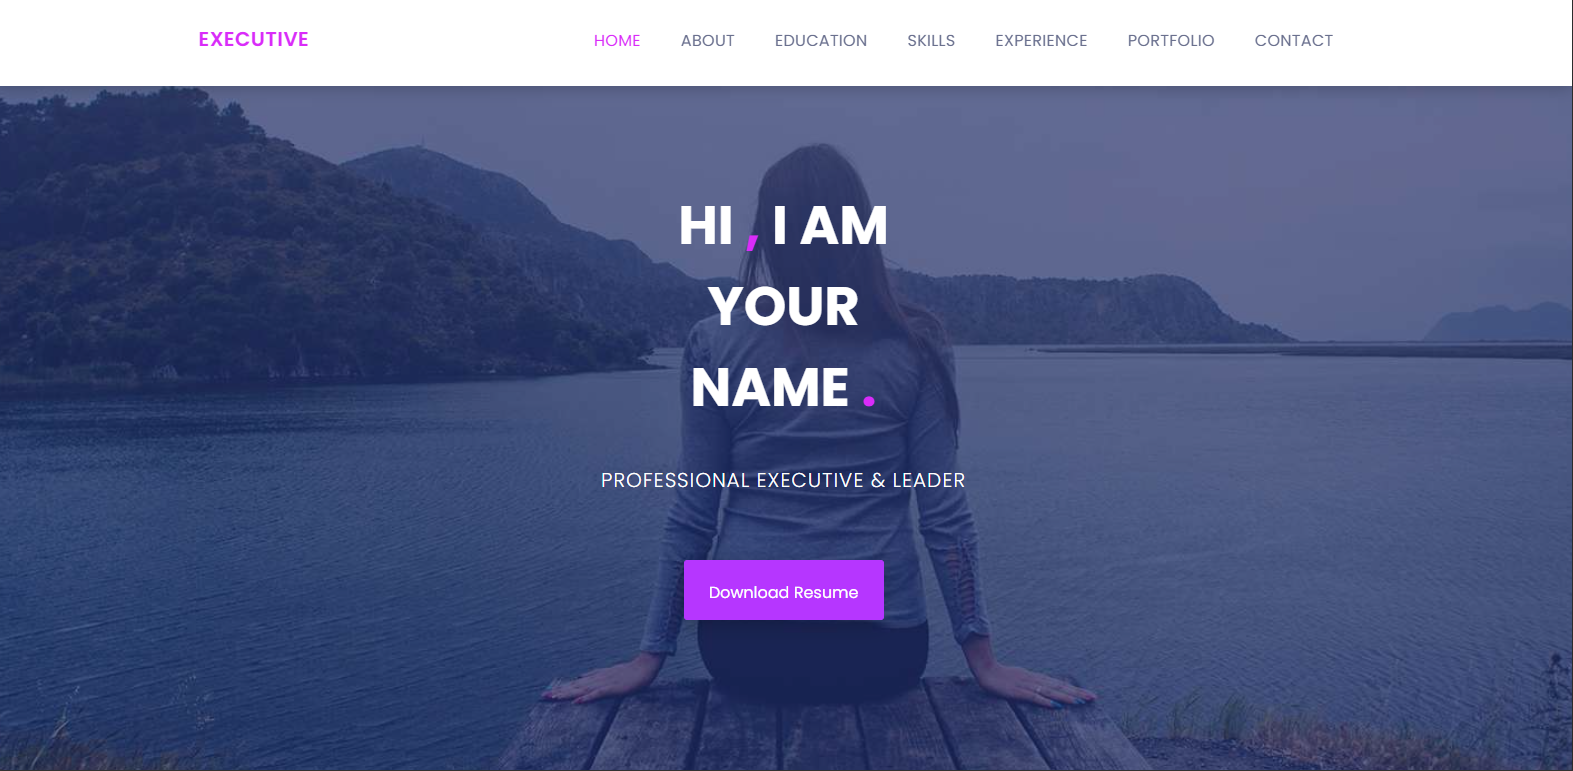 EXECUTIVE
HOME ABOUT EDUCATION SKILLS EXPERIENCE PORTFOLIO CONTACT
HI , I AM
YOUR
NAME .
PROFESSIONAL EXECUTIVE & LEADER
Download Resume